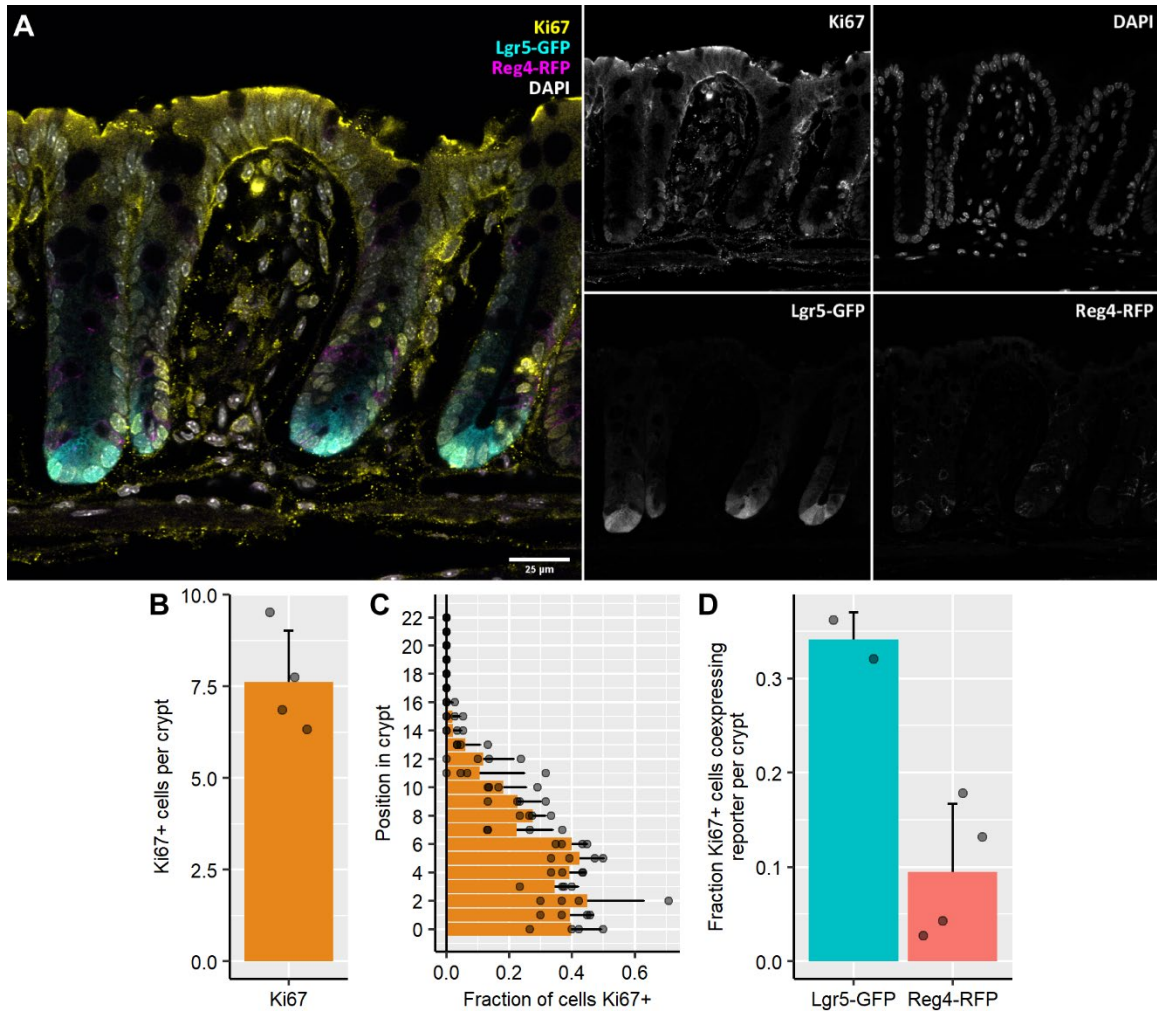 A
Ki67
Lgr5-GFP
Reg4-RFP
DAPI
25 µm
Ki67
DAPI
Lgr5-GFP
Reg4-RFP
B
Ki67+ cells per crypt
10.0
7.5
5.0
2.5
0.0
Ki67
C
Position in crypt
22
20
18
16
14
12
10
8
6
4
2
0
0.0 0.2 0.4 0.6
Fraction of cells Ki67+
D
Fraction Ki67+ cells coexpressing
reporter per crypt
0.3
0.2
0.1
0.0
Lgr5-GFP Reg4-RFP